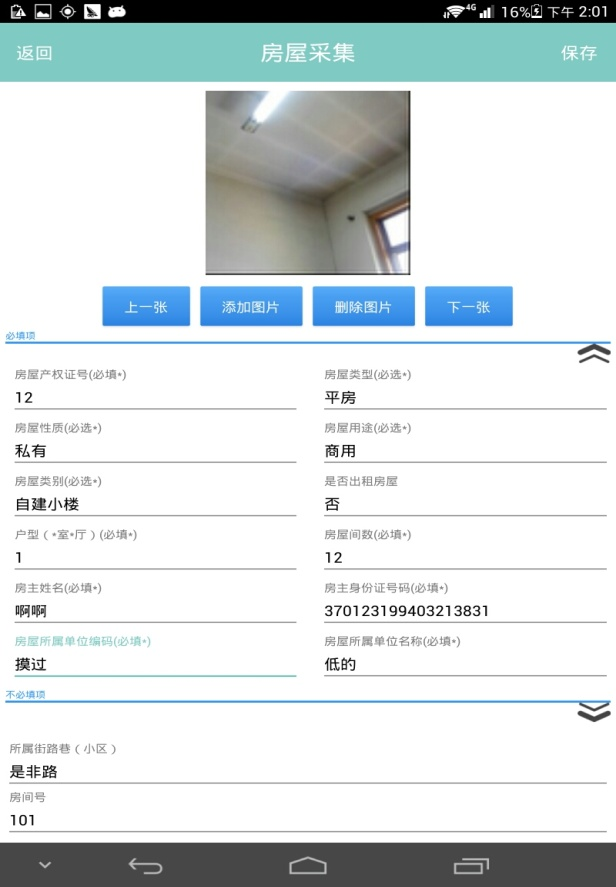 4G 16% 下午 2:01
返回 房屋采集 保存
上一张 添加图片 删除图片 下一张
必填项
房屋产权证号(必填*) 房屋类型(必选*)
12 平房
房屋性质(必选*) 房屋用途(必选*)
私有 商用
房屋类别(必选*) 是否出租房屋
自建小楼 否
户型（*室*厅）(必填*) 房屋间数(必填*)
1 12
房主姓名(必填*) 房主身份证号码(必填*)
啊啊 370123199403213831
房屋所属单位编码(必填*) 房屋所属单位名称(必填*)
摸过 低的
不必填项
所属街路巷（小区）
是非路
房间号
101